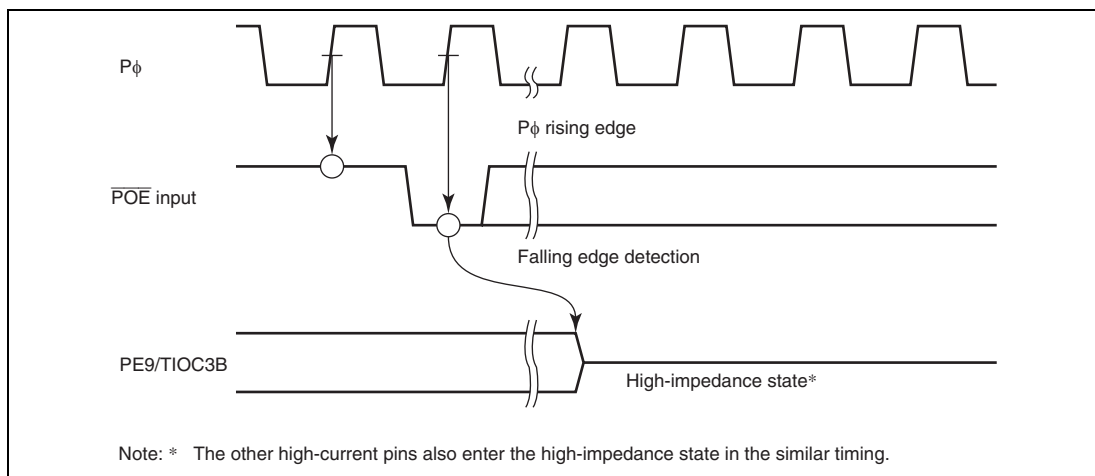 Pϕ
Pϕ rising edge
P̅O̅E̅ input
Falling edge detection
PE9/TIOC3B
High-impedance state*
Note: * The other high-current pins also enter the high-impedance state in the similar timing.